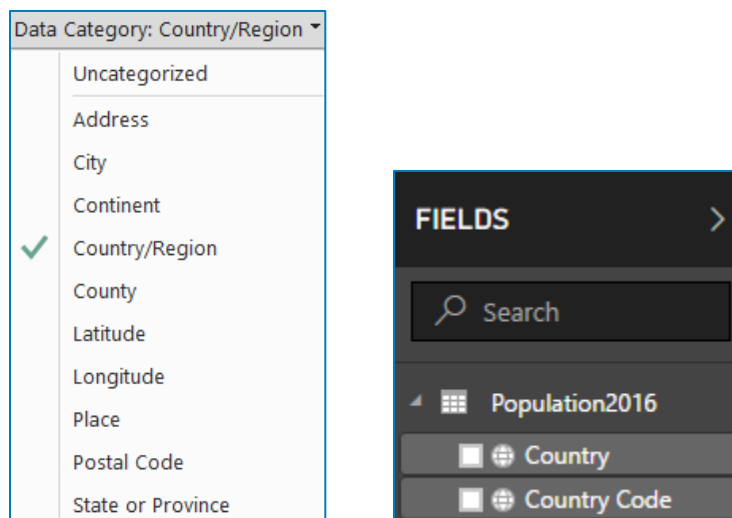 Data Category: Country/Region
Uncategorized
Address
City
Continent
Country/Region
County
Latitude
Longitude
Place
Postal Code
State or Province
FIELDS
Search
Population2016
Country
Country Code